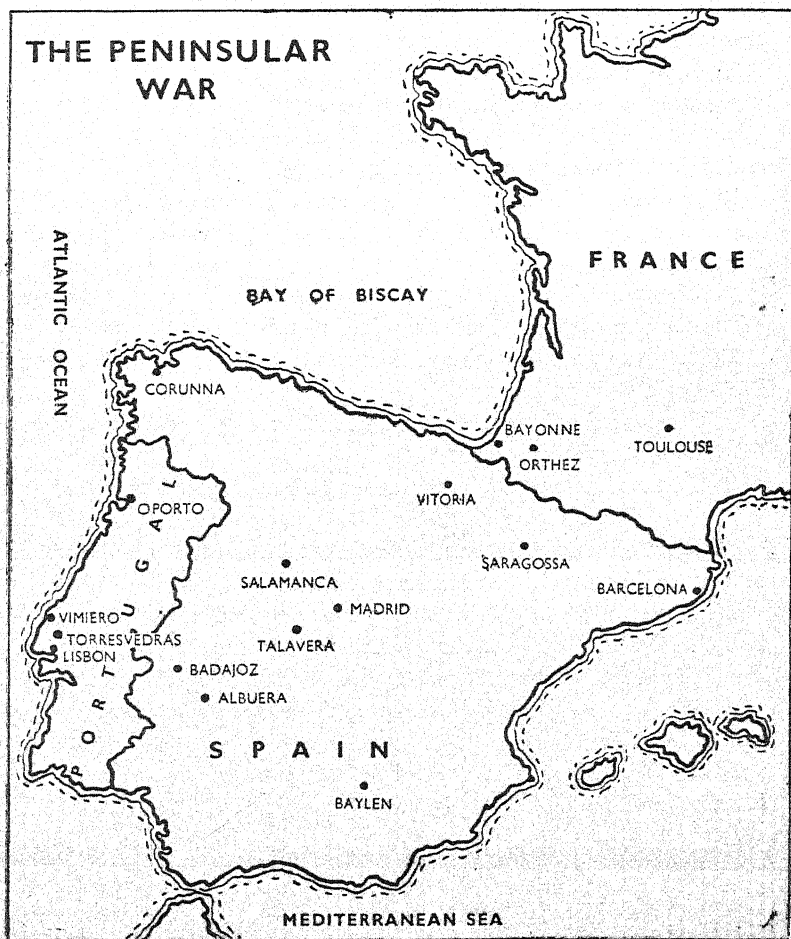 THE PENINSULAR
WAR
ATLANTIC OCEAN
FRANCE
BAY OF BISCAY
CORUNNA
BAYONNE
ORTHEZ
TOULOUSE
VITORIA
OPORTO
PORTUGAL
SARAGOSSA
SALAMANCA
BARCELONA
MADRID
VIMIERO
TORRESVEDRAS
TALAVERA
LISBON
BADAJOZ
ALBUERA
SPAIN
BAYLEN
MEDITERRANEAN SEA